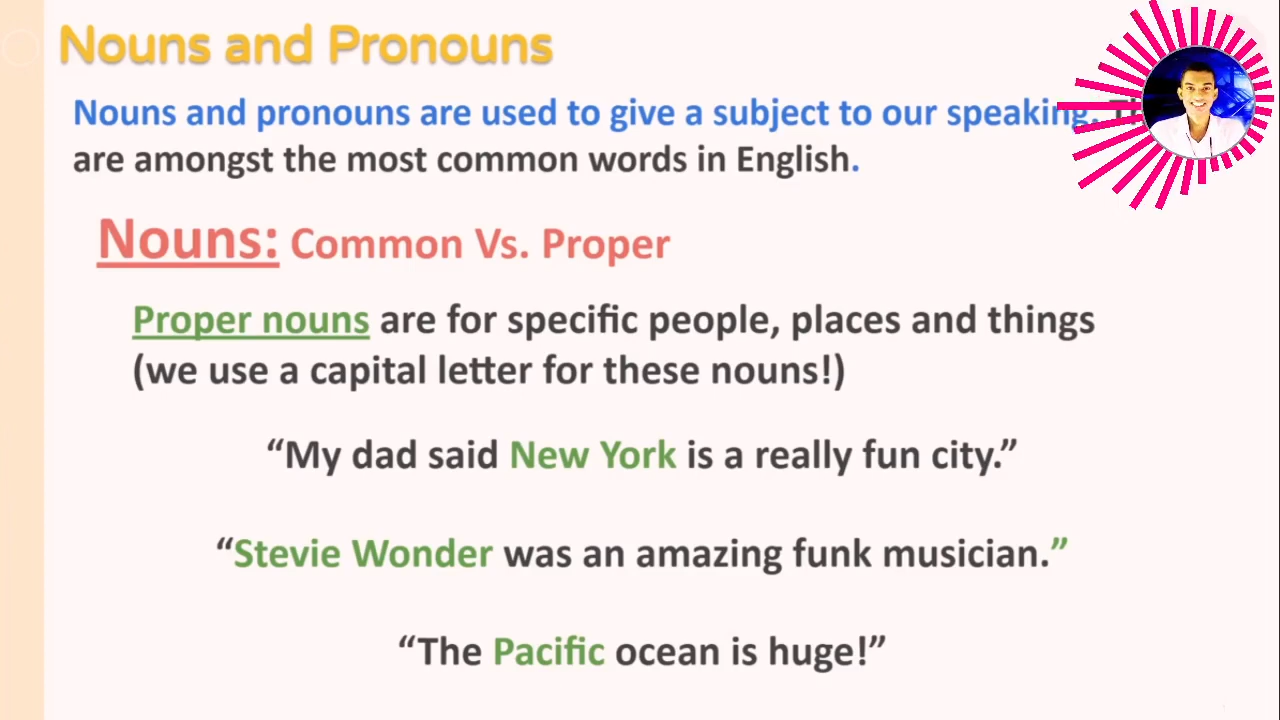 Nouns and Pronouns
Nouns and pronouns are used to give a subject to our speaking.
are amongst the most common words in English.
Nouns: Common Vs. Proper
Proper nouns are for specific people, places and things
(we use a capital letter for these nouns!)
“My dad said New York is a really fun city.”
“Stevie Wonder was an amazing funk musician.”
“The Pacific ocean is huge!”